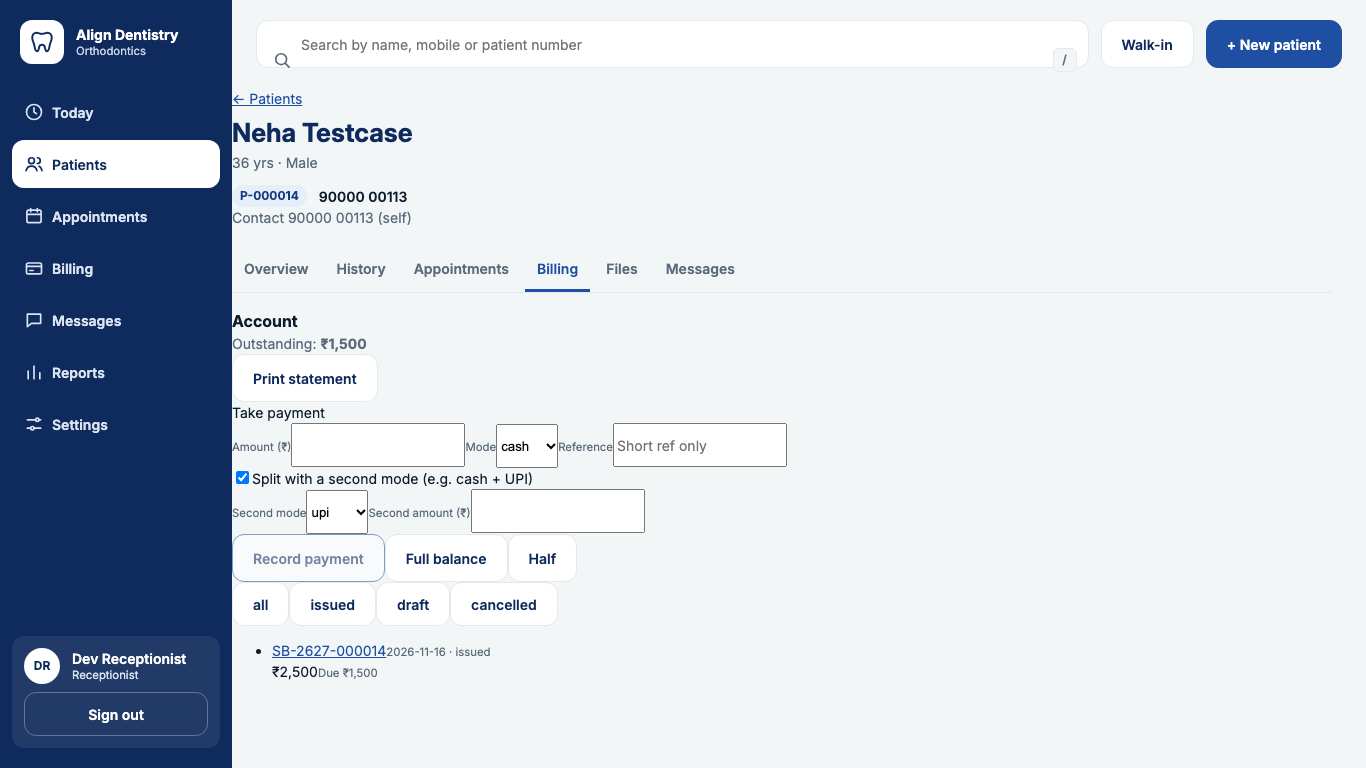 Align Dentistry
Orthodontics
Today
Patients
Appointments
Billing
Messages
Reports
Settings
DR
Dev Receptionist
Receptionist
Sign out
Search by name, mobile or patient number
/
Walk-in
+ New patient
← Patients
Neha Testcase
36 yrs · Male
P-000014 90000 00113
Contact 90000 00113 (self)
Overview History Appointments Billing Files Messages
Account
Outstanding: ₹1,500
Print statement
Take payment
Amount (₹) Mode cash Reference Short ref only
Split with a second mode (e.g. cash + UPI)
Second mode upi Second amount (₹)
Record payment Full balance Half
all issued draft cancelled
SB-2627-000014 2026-11-16 · issued
₹2,500 Due ₹1,500